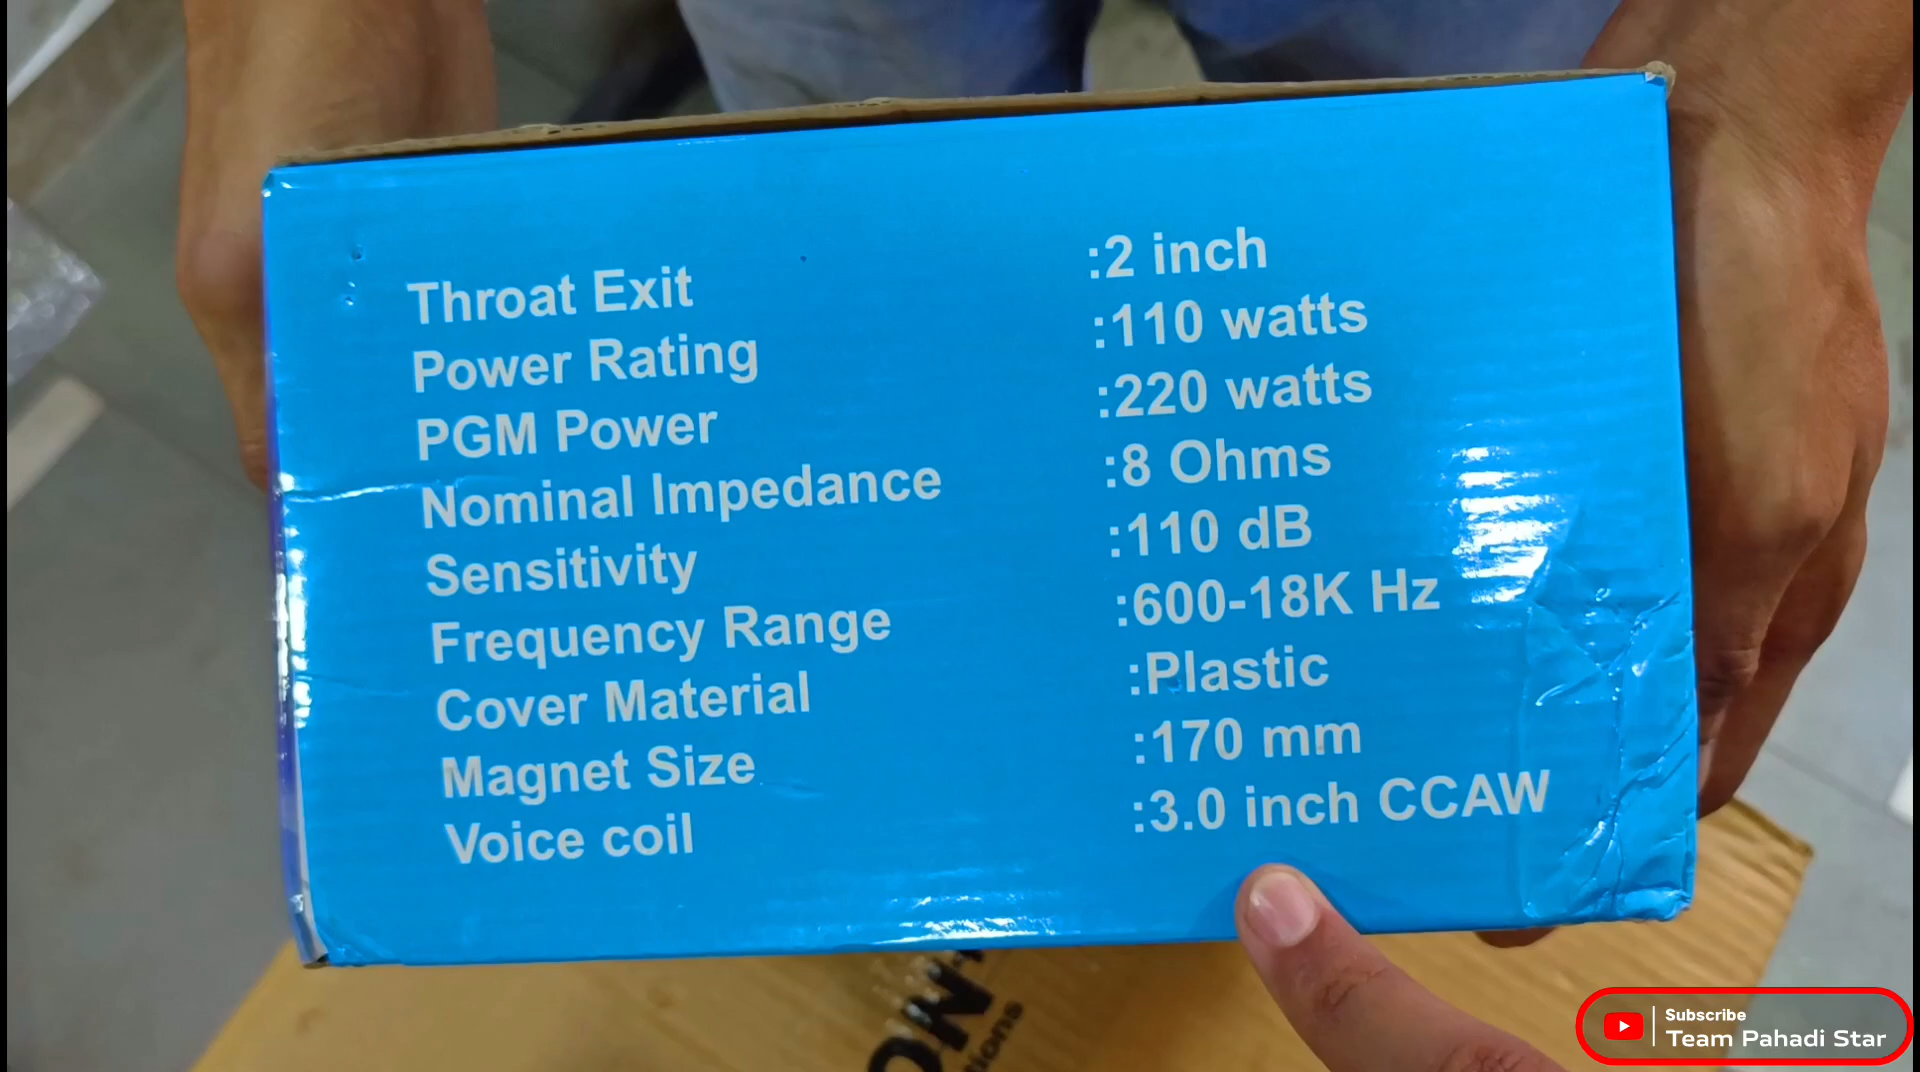 Throat Exit :2 inch
Power Rating :110 watts
PGM Power :220 watts
Nominal Impedance :8 Ohms
Sensitivity :110 dB
Frequency Range :600-18K Hz
Cover Material :Plastic
Magnet Size :170 mm
Voice coil :3.0 inch CCAW
Subscribe
Team Pahadi Star